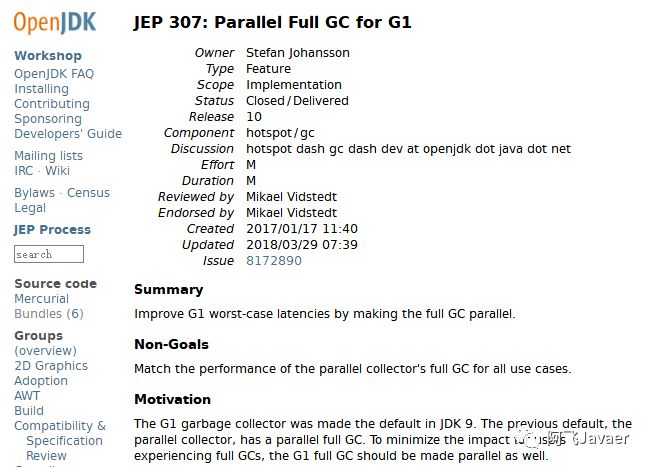 OpenJDK
Workshop
OpenJDK FAQ
Installing
Contributing
Sponsoring
Developers' Guide
Mailing lists
IRC · Wiki
Bylaws · Census
Legal
JEP Process
search
Source code
Mercurial
Bundles (6)
Groups
(overview)
2D Graphics
Adoption
AWT
Build
Compatibility &
Specification
Review
JEP 307: Parallel Full GC for G1
Owner Stefan Johansson
Type Feature
Scope Implementation
Status Closed / Delivered
Release 10
Component hotspot / gc
Discussion hotspot dash gc dash dev at openjdk dot java dot net
Effort M
Duration M
Reviewed by Mikael Vidstedt
Endorsed by Mikael Vidstedt
Created 2017/01/17 11:40
Updated 2018/03/29 07:39
Issue 8172890
Summary
Improve G1 worst-case latencies by making the full GC parallel.
Non-Goals
Match the performance of the parallel collector's full GC for all use cases.
Motivation
The G1 garbage collector was made the default in JDK 9. The previous default, the
parallel collector, has a parallel full GC. To minimize the impact
experiencing full GCs, the G1 full GC should be made parallel as well.
阿飞Javaer